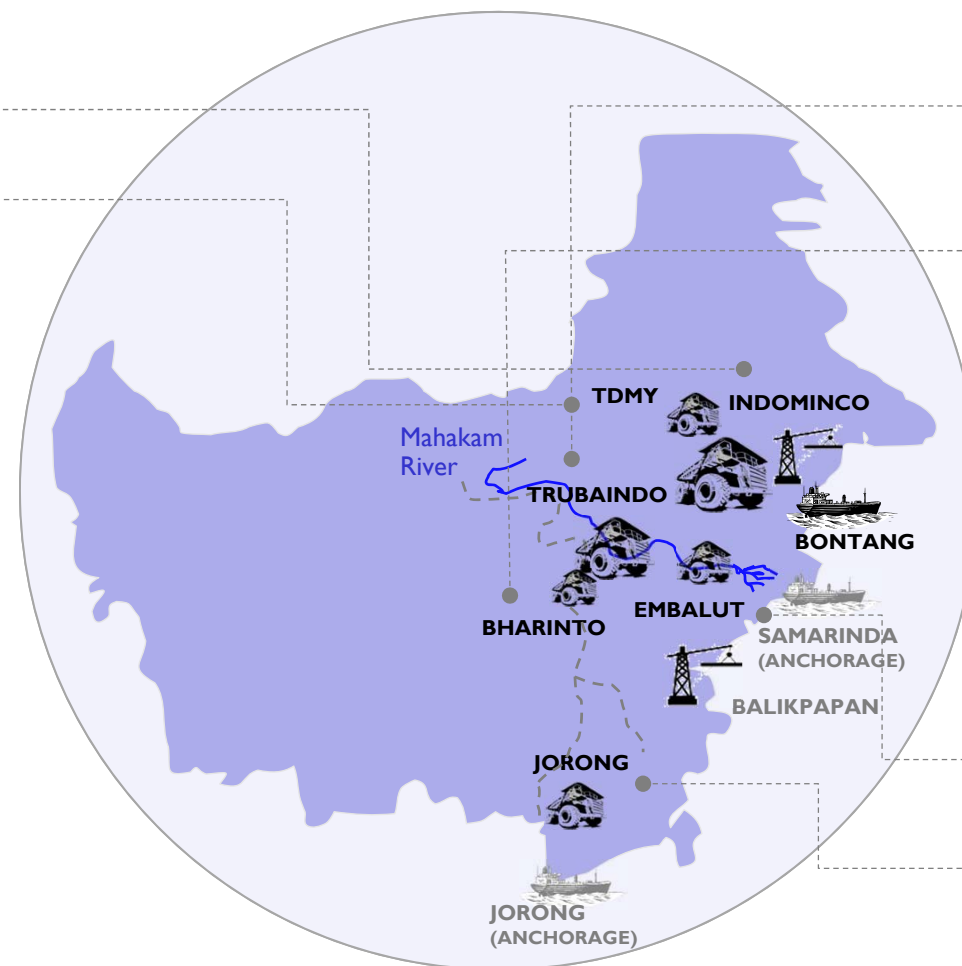 TDMY
INDOMINCO
Mahakam
River
TRUBAINDO
BONTANG
EMBALUT
BHARINTO
SAMARINDA
(ANCHORAGE)
BALIKPAPAN
JORONG
JORONG
(ANCHORAGE)